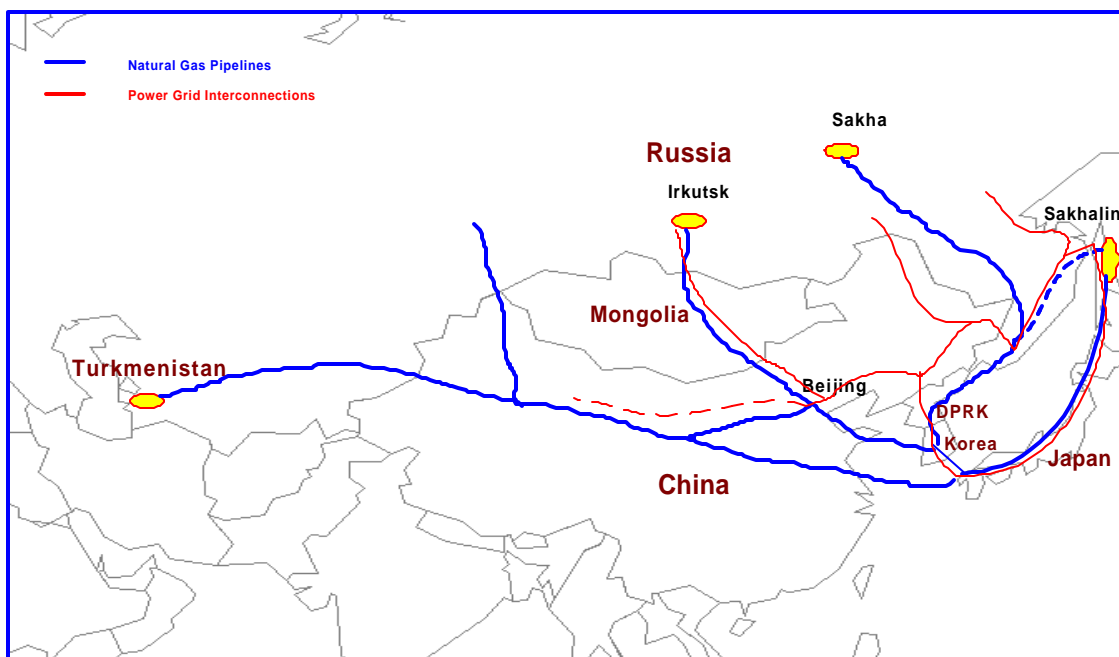 Natural Gas Pipelines
Power Grid Interconnections
Sakha
Russia
Irkutsk
Sakhalin
Mongolia
Turkmenistan
Beijing
DPRK
Korea
Japan
China